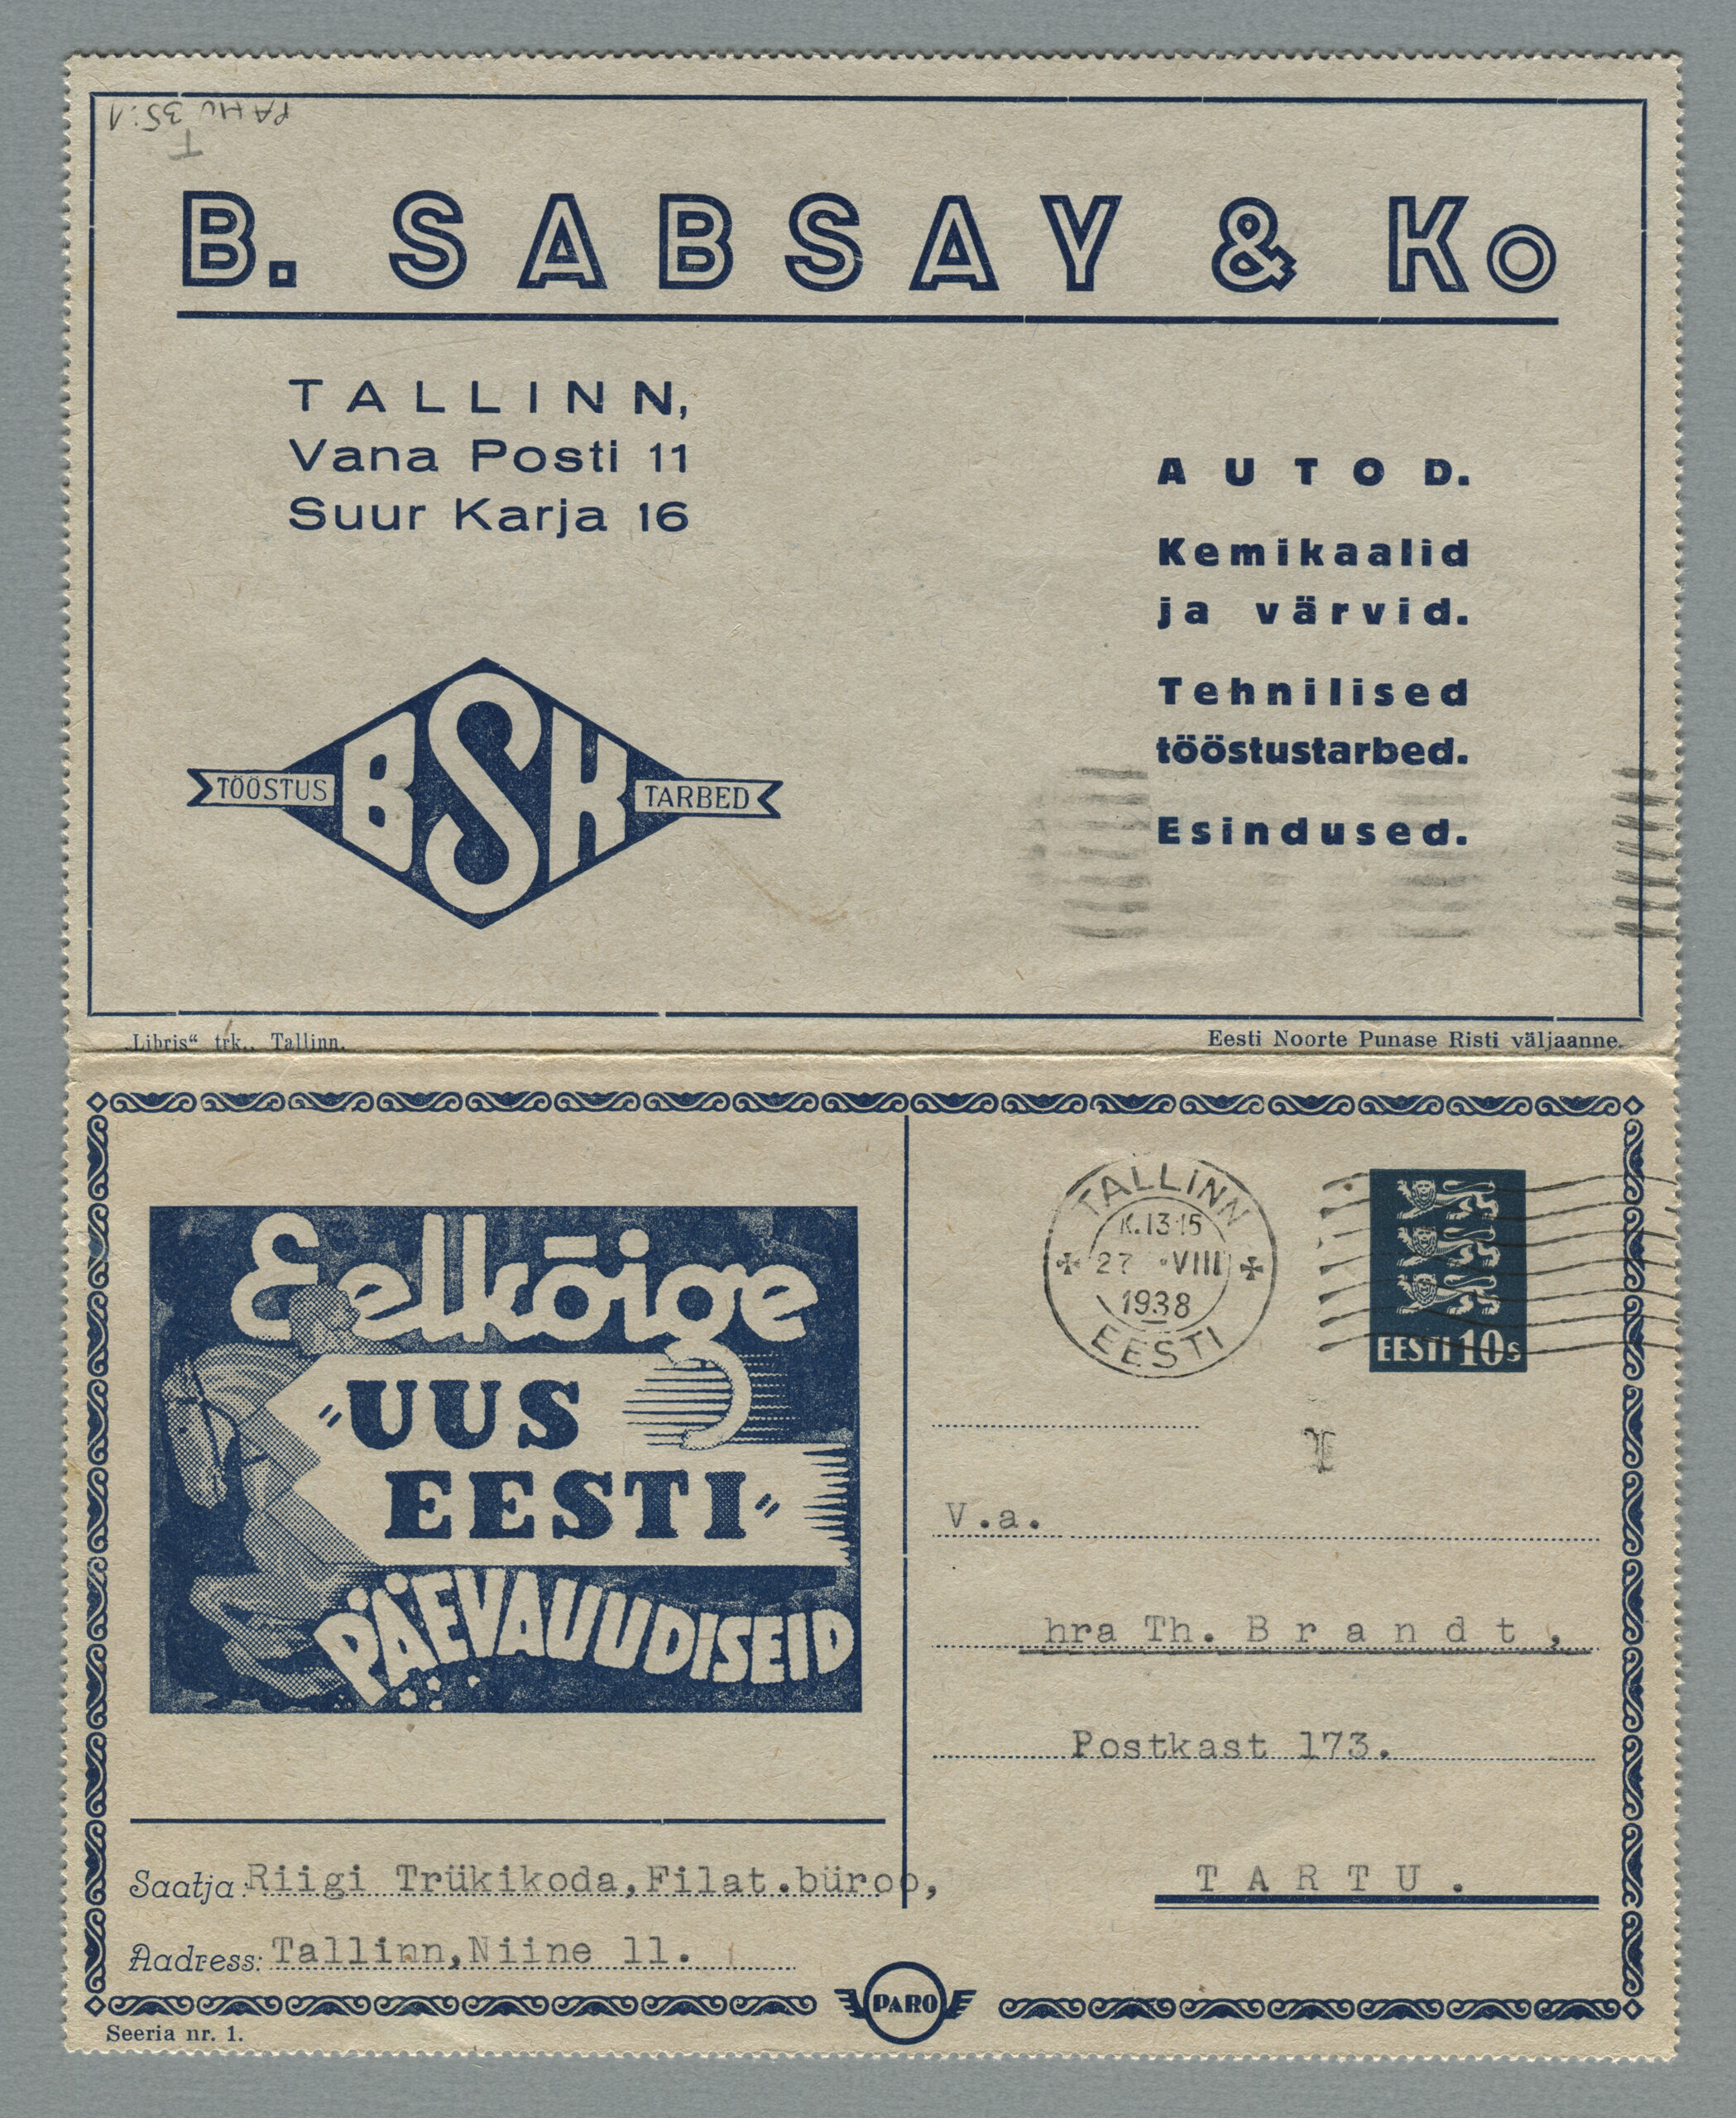 PAHU 35:1
T
B. SABSAY & Ko
TALLINN,
Vana Posti 11
Suur Karja 16
AUTOD.
Kemikaalid
ja värvid.
Tehnilised
tööstustarbed.
Esindused.
TÖÖSTUS BSK TARBED
„Libris“ trk., Tallinn.
Eesti Noorte Punase Risti väljaanne.
Eelkõige
"UUS
EESTI"
PÄEVAUUDISEID
TALLINN
K.13-15
27 VIII
1938
EESTI
EESTI 10 s
V.a.
hra Th. Brandt,
Postkast 173.
TARTU.
Saatja: Riigi Trükikoda,Filat.büroo,
Aadress: Tallinn,Niine 11.
PARO
Seeria nr. 1.